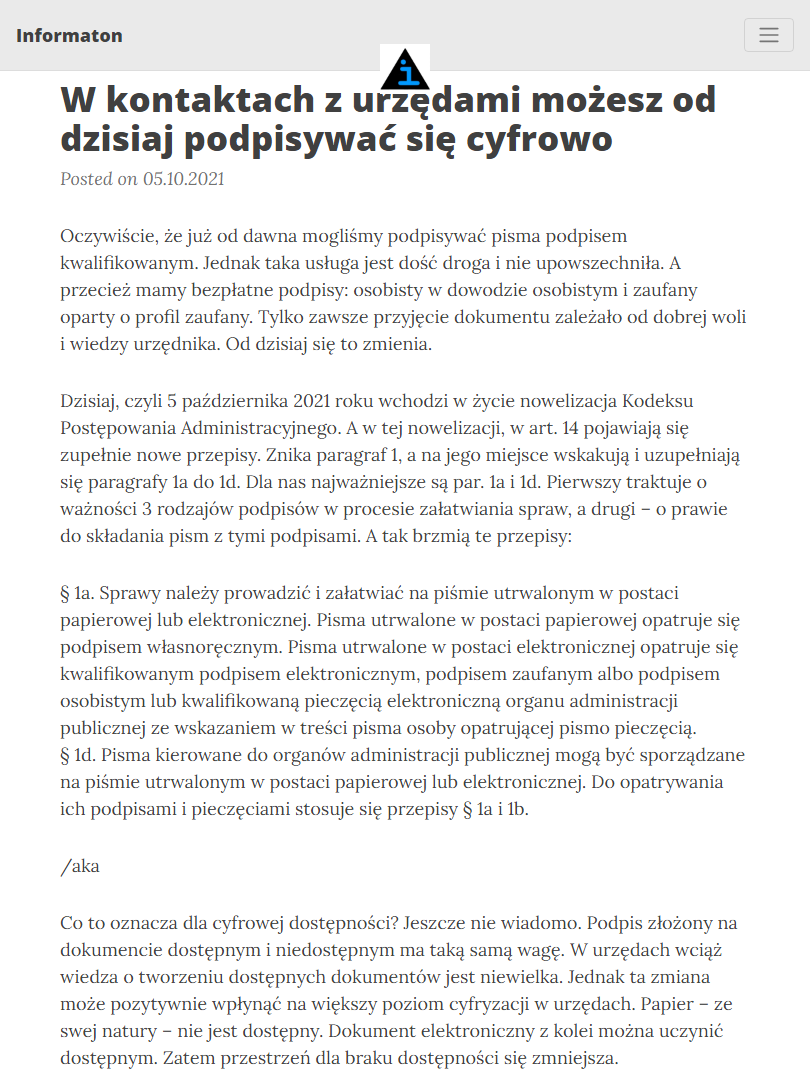 Informaton
i
W kontaktach z urzędami możesz od
dzisiaj podpisywać się cyfrowo
Posted on 05.10.2021
Oczywiście, że już od dawna mogliśmy podpisywać pisma podpisem
kwalifikowanym. Jednak taka usługa jest dość droga i nie upowszechniła. A
przecież mamy bezpłatne podpisy: osobisty w dowodzie osobistym i zaufany
oparty o profil zaufany. Tylko zawsze przyjęcie dokumentu zależało od dobrej woli
i wiedzy urzędnika. Od dzisiaj się to zmienia.
Dzisiaj, czyli 5 października 2021 roku wchodzi w życie nowelizacja Kodeksu
Postępowania Administracyjnego. A w tej nowelizacji, w art. 14 pojawiają się
zupełnie nowe przepisy. Znika paragraf 1, a na jego miejsce wskakują i uzupełniają
się paragrafy 1a do 1d. Dla nas najważniejsze są par. 1a i 1d. Pierwszy traktuje o
ważności 3 rodzajów podpisów w procesie załatwiania spraw, a drugi – o prawie
do składania pism z tymi podpisami. A tak brzmią te przepisy:
§ 1a. Sprawy należy prowadzić i załatwiać na piśmie utrwalonym w postaci
papierowej lub elektronicznej. Pisma utrwalone w postaci papierowej opatruje się
podpisem własnoręcznym. Pisma utrwalone w postaci elektronicznej opatruje się
kwalifikowanym podpisem elektronicznym, podpisem zaufanym albo podpisem
osobistym lub kwalifikowaną pieczęcią elektroniczną organu administracji
publicznej ze wskazaniem w treści pisma osoby opatrującej pismo pieczęcią.
§ 1d. Pisma kierowane do organów administracji publicznej mogą być sporządzane
na piśmie utrwalonym w postaci papierowej lub elektronicznej. Do opatrywania
ich podpisami i pieczęciami stosuje się przepisy § 1a i 1b.
/aka
Co to oznacza dla cyfrowej dostępności? Jeszcze nie wiadomo. Podpis złożony na
dokumencie dostępnym i niedostępnym ma taką samą wagę. W urzędach wciąż
wiedza o tworzeniu dostępnych dokumentów jest niewielka. Jednak ta zmiana
może pozytywnie wpłynąć na większy poziom cyfryzacji w urzędach. Papier – ze
swej natury – nie jest dostępny. Dokument elektroniczny z kolei można uczynić
dostępnym. Zatem przestrzeń dla braku dostępności się zmniejsza.